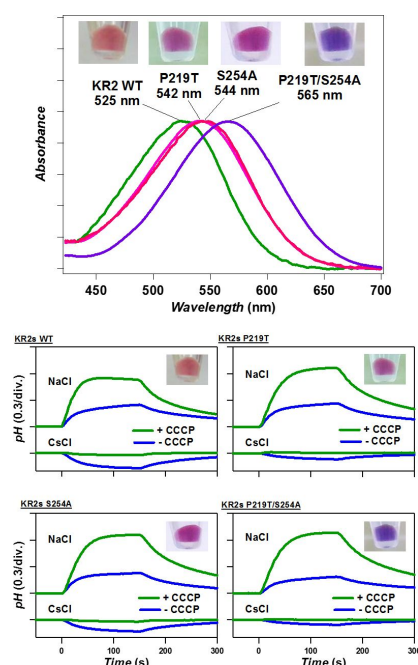 KR2 WT
525 nm
P219T
542 nm
S254A
544 nm
P219T/S254A
565 nm
Absorbance
450 500 550 600 650 700
Wavelength (nm)
KR2s WT
NaCl
+ CCCP
- CCCP
CsCl
pH (0.3/div.)
KR2s P219T
NaCl
+ CCCP
- CCCP
CsCl
KR2s S254A
NaCl
+ CCCP
- CCCP
CsCl
pH (0.3/div.)
0 100 200 300
Time (s)
KR2s P219T/S254A
NaCl
+ CCCP
- CCCP
CsCl
0 100 200 300
Time (s)